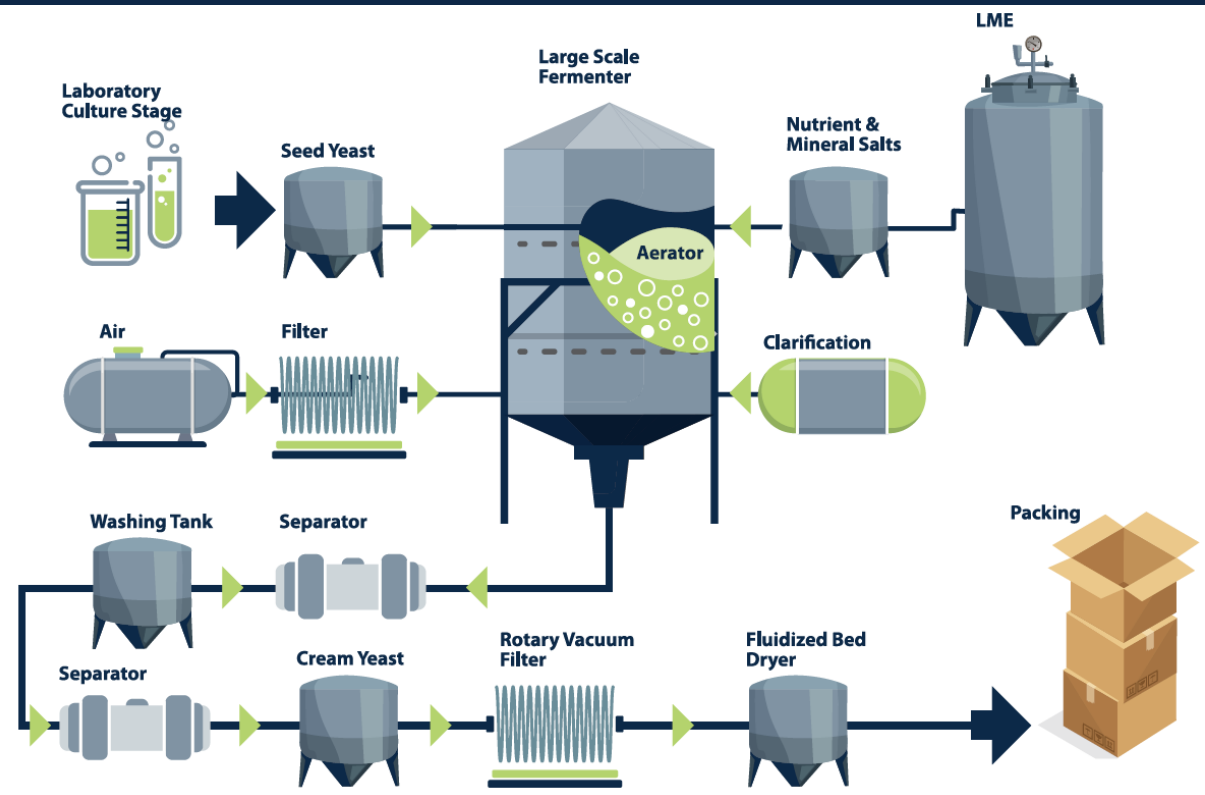 LME
Large Scale
Fermenter
Laboratory
Culture Stage
Nutrient &
Mineral Salts
Seed Yeast
Aerator
Air
Filter
Clarification
Washing Tank
Separator
Packing
Separator
Cream Yeast
Rotary Vacuum
Filter
Fluidized Bed
Dryer